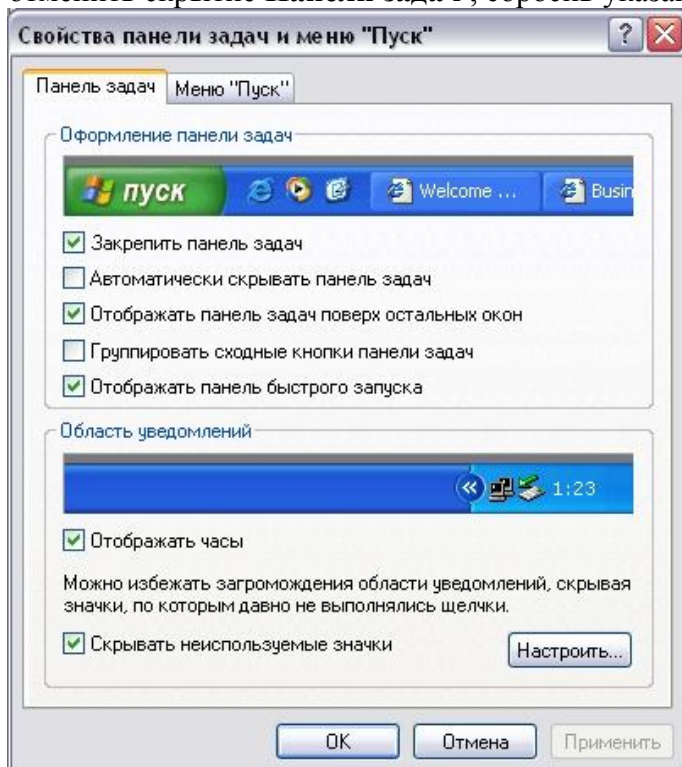 Свойства панели задач и меню "Пуск"
Панель задач Меню "Пуск"
Оформление панели задач
пуск Welcome ... Busin
Закрепить панель задач
Автоматически скрывать панель задач
Отображать панель задач поверх остальных окон
Группировать сходные кнопки панели задач
Отображать панель быстрого запуска
Область уведомлений
1:23
Отображать часы
Можно избежать загромождения области уведомлений, скрывая
значки, по которым давно не выполнялись щелчки.
Скрывать неиспользуемые значки Настроить...
OK Отмена Применить